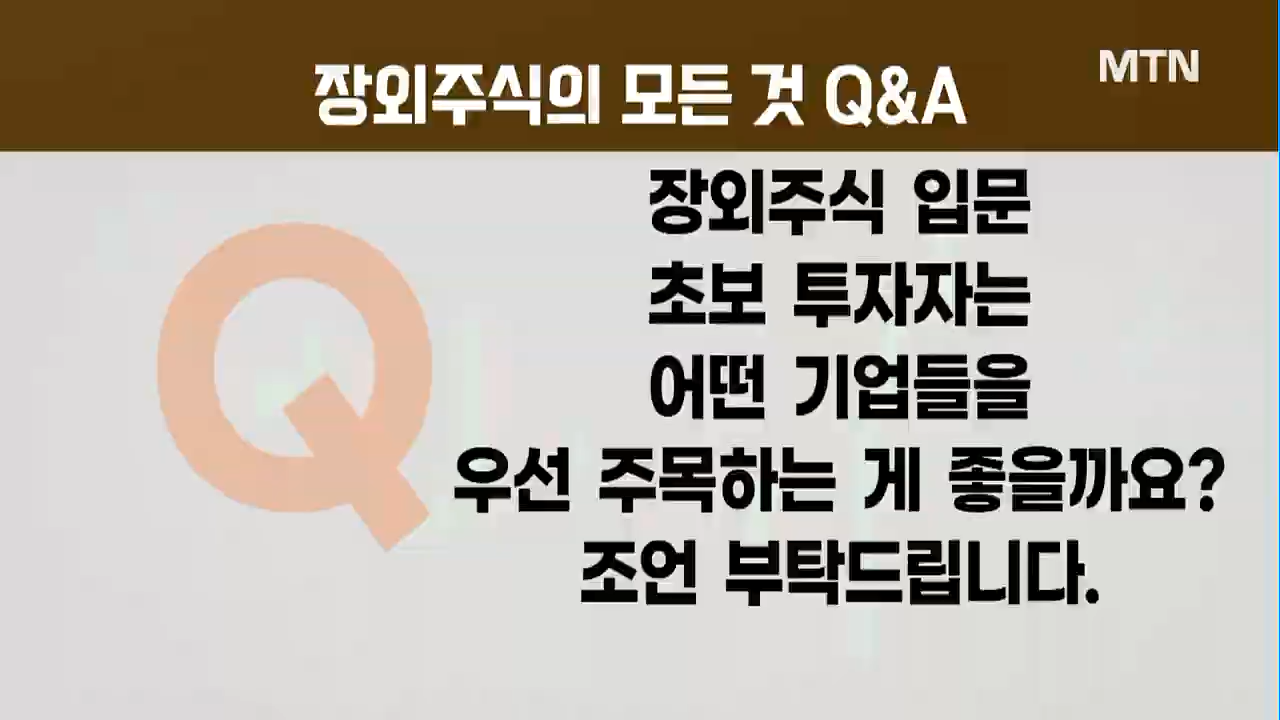 장외주식의 모든 것 Q&A
MTN
Q
장외주식 입문
초보 투자자는
어떤 기업들을
우선 주목하는 게 좋을까요?
조언 부탁드립니다.